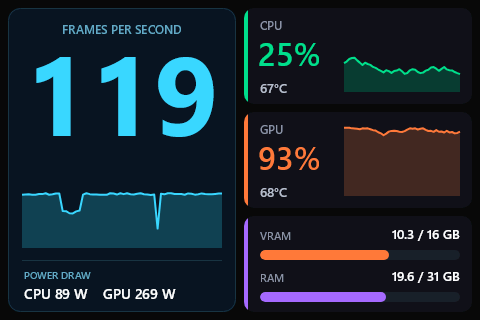 FRAMES PER SECOND
119
POWER DRAW
CPU 89 W GPU 269 W
CPU
25%
67°C
GPU
93%
68°C
VRAM 10.3 / 16 GB
RAM 19.6 / 31 GB